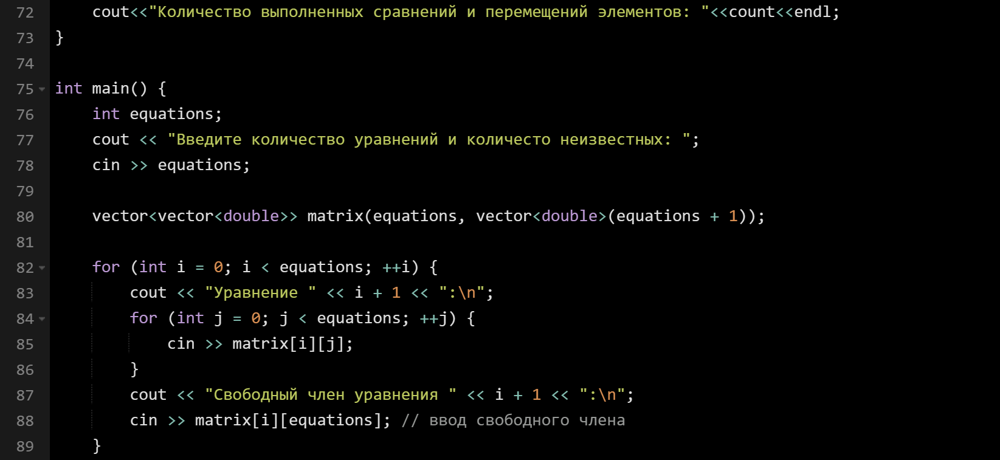 72 cout<<"Количество выполненных сравнений и перемещений элементов: "<<count<<endl;
73 }
74
75 int main() {
76 int equations;
77 cout << "Введите количество уравнений и количесто неизвестных: ";
78 cin >> equations;
79
80 vector<vector<double>> matrix(equations, vector<double>(equations + 1));
81
82 for (int i = 0; i < equations; ++i) {
83 cout << "Уравнение " << i + 1 << ":\n";
84 for (int j = 0; j < equations; ++j) {
85 cin >> matrix[i][j];
86 }
87 cout << "Свободный член уравнения " << i + 1 << ":\n";
88 cin >> matrix[i][equations]; // ввод свободного члена
89 }